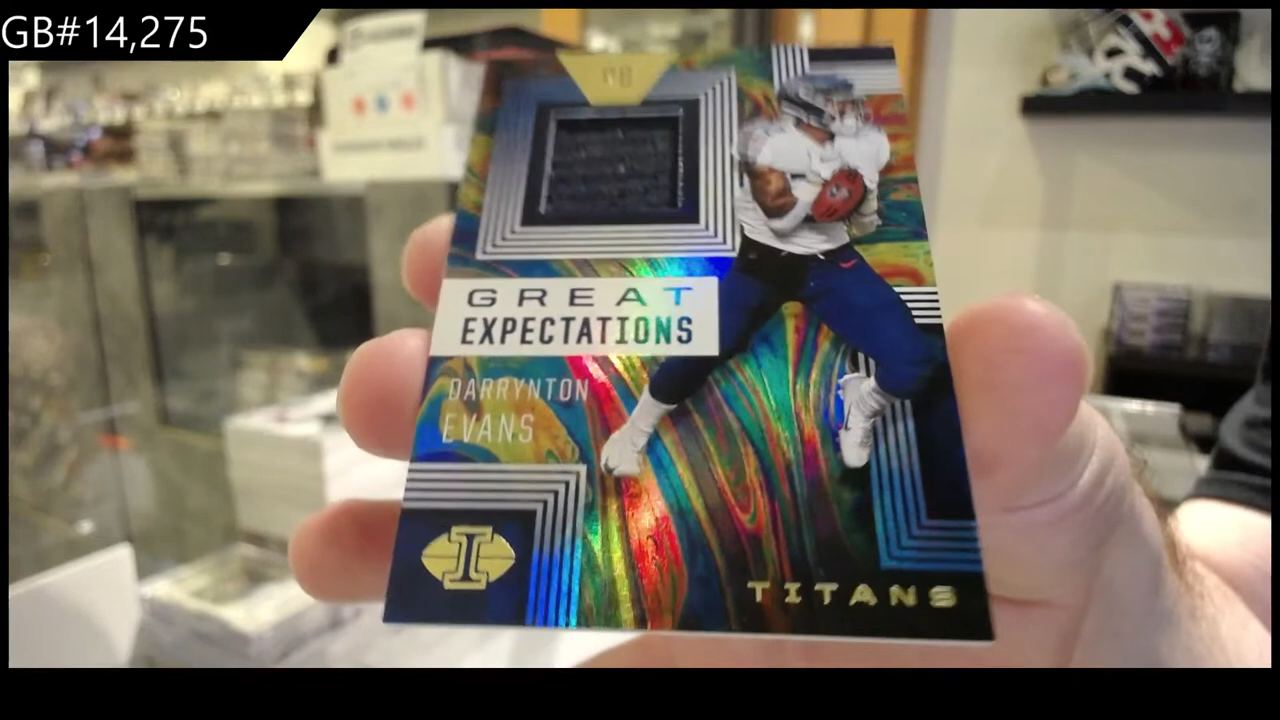 GB#14,275
GREAT
EXPECTATIONS
DARRYNTON
EVANS
I
TITANS